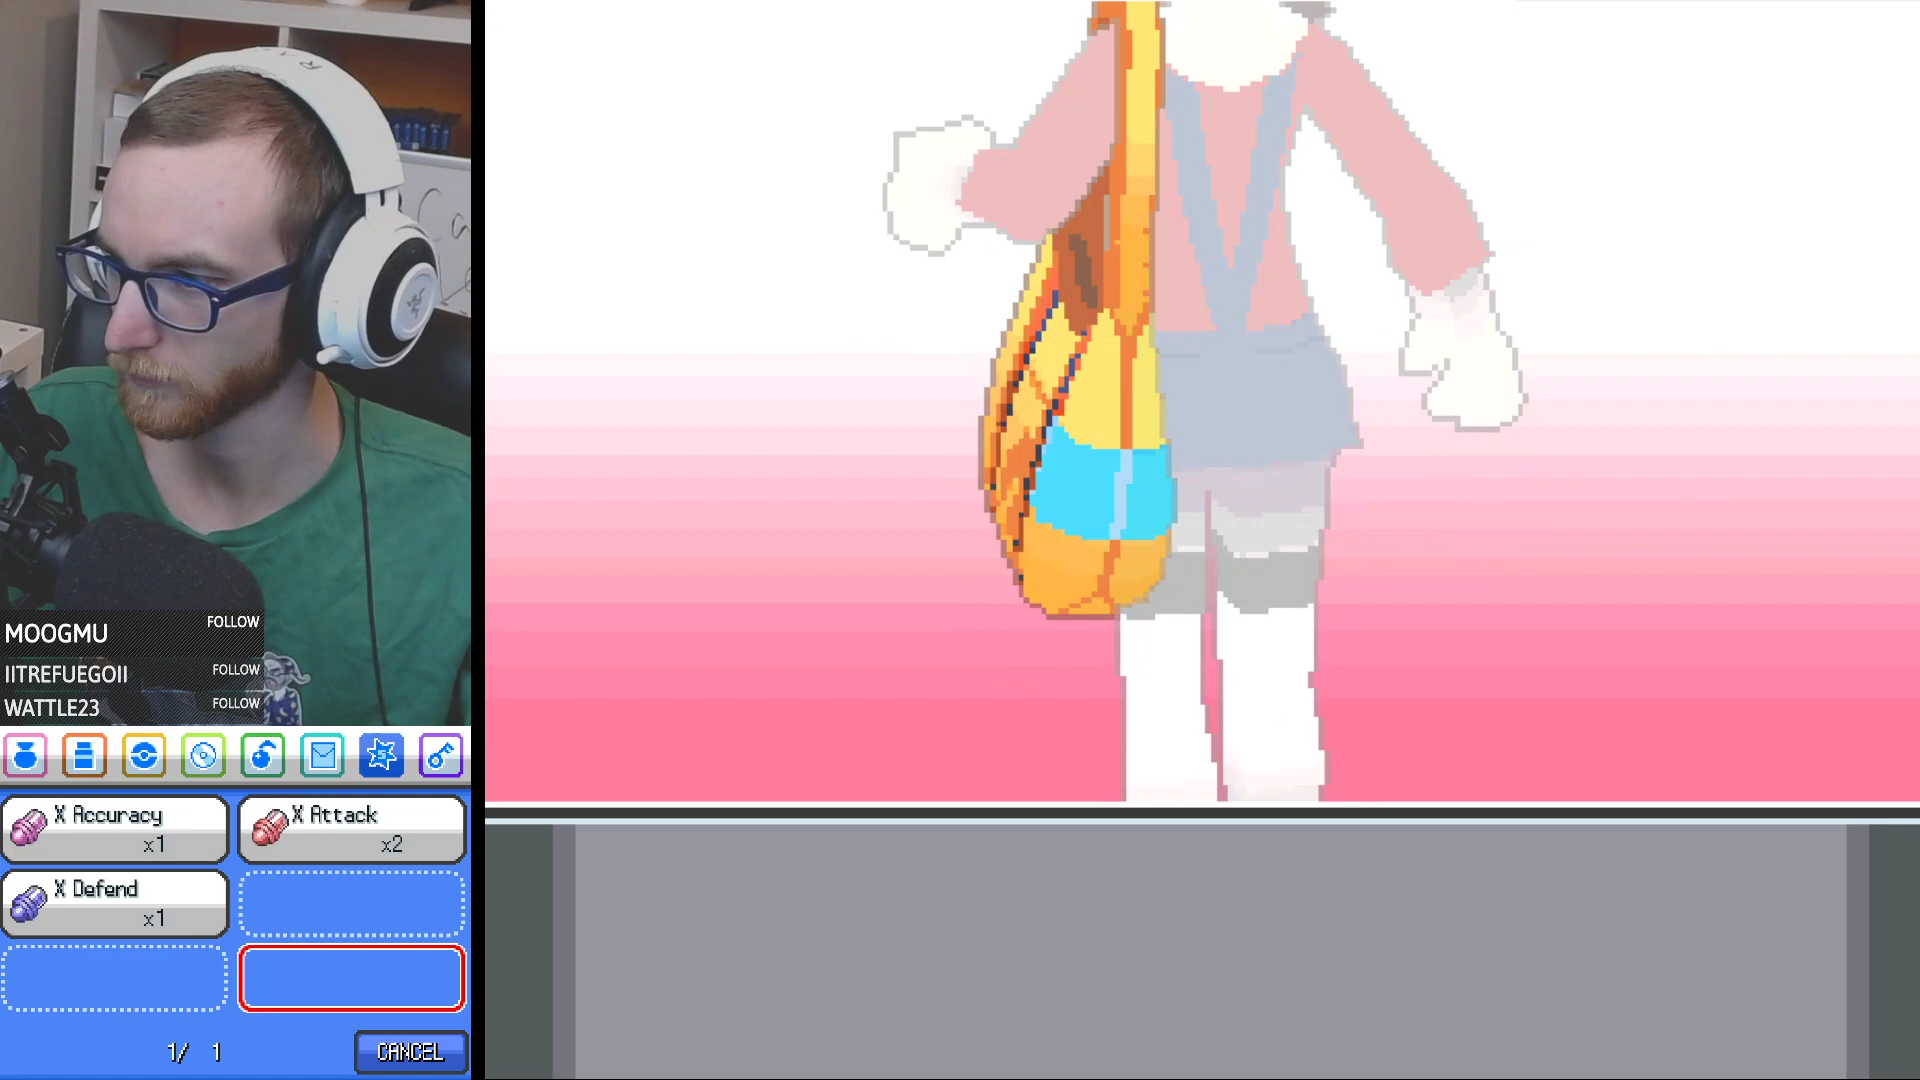 MOOGMU FOLLOW
IITREFUEGOII FOLLOW
WATTLE23 FOLLOW
X Accuracy
x1
X Attack
x2
X Defend
x1
1/ 1
CANCEL